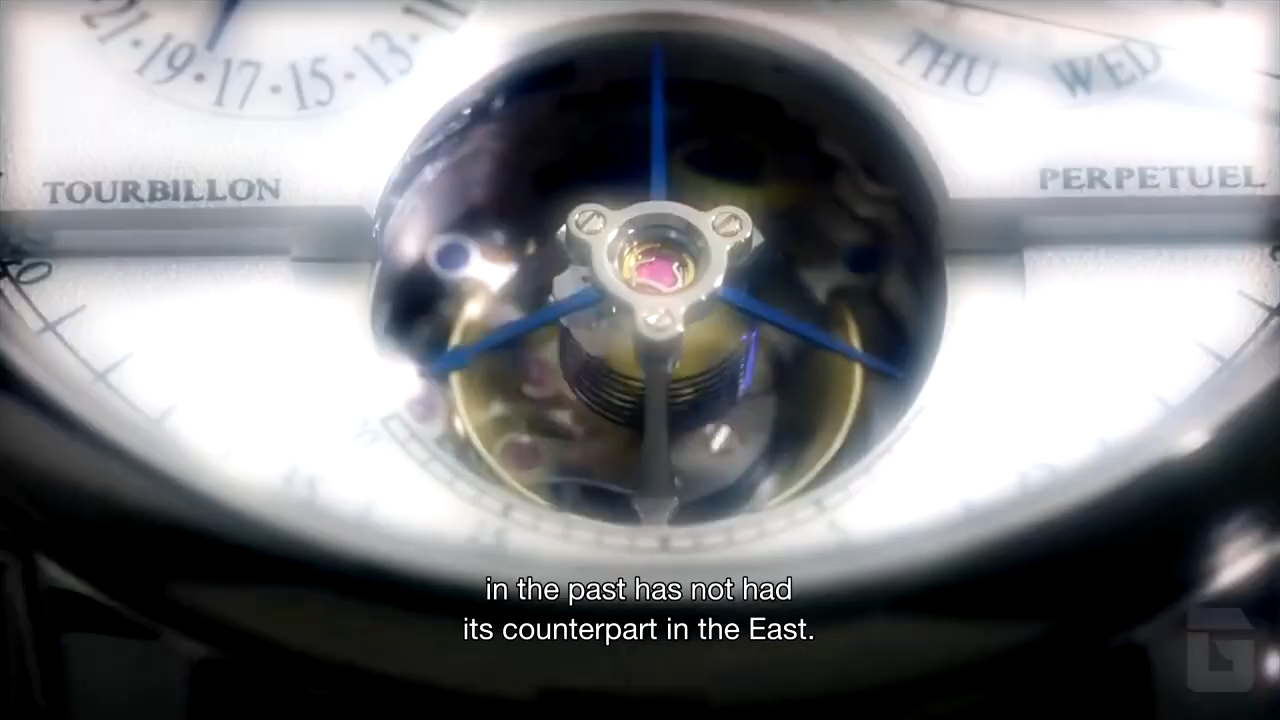 21 · 19 · 17 · 15 · 13 · 11
THU WED
TOURBILLON
PERPETUEL
in the past has not had
its counterpart in the East.